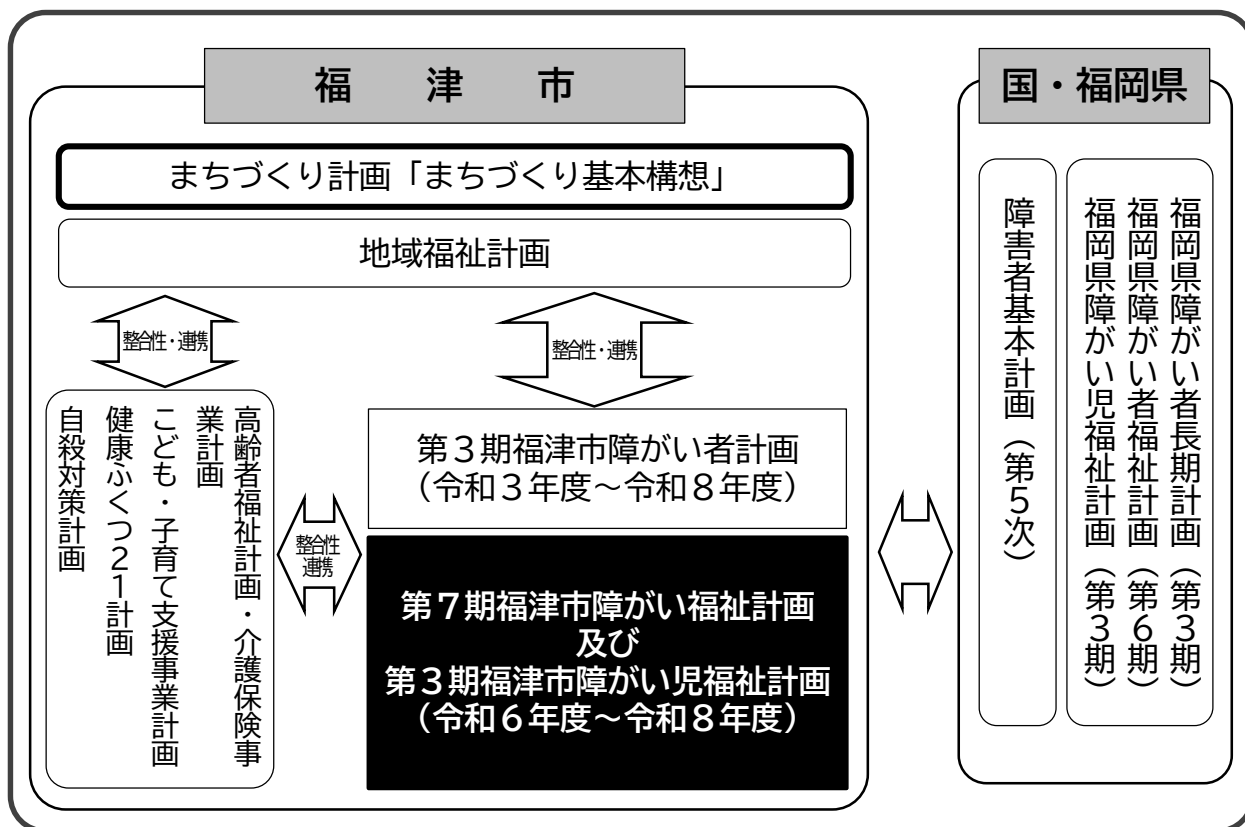 福津市
まちづくり計画「まちづくり基本構想」
地域福祉計画
整合性・連携
整合性・連携
高齢者福祉計画・介護保険事
業計画
こども・子育て支援事業計画
健康ふくつ21計画
自殺対策計画
整合性
連携
第3期福津市障がい者計画
(令和3年度~令和8年度)
第7期福津市障がい福祉計画
及び
第3期福津市障がい児福祉計画
(令和6年度~令和8年度)
国・福岡県
福岡県障がい者長期計画(第3期)
福岡県障がい者福祉計画(第6期)
福岡県障がい児福祉計画(第3期)
障害者基本計画(第5次)